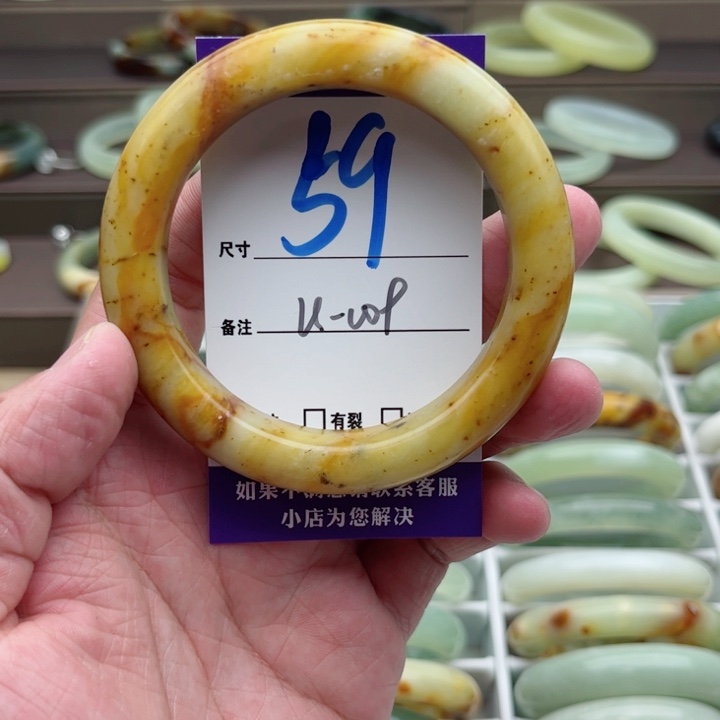 59
尺寸
备注
□有裂 □
如果不满意请联系客服
小店为您解决